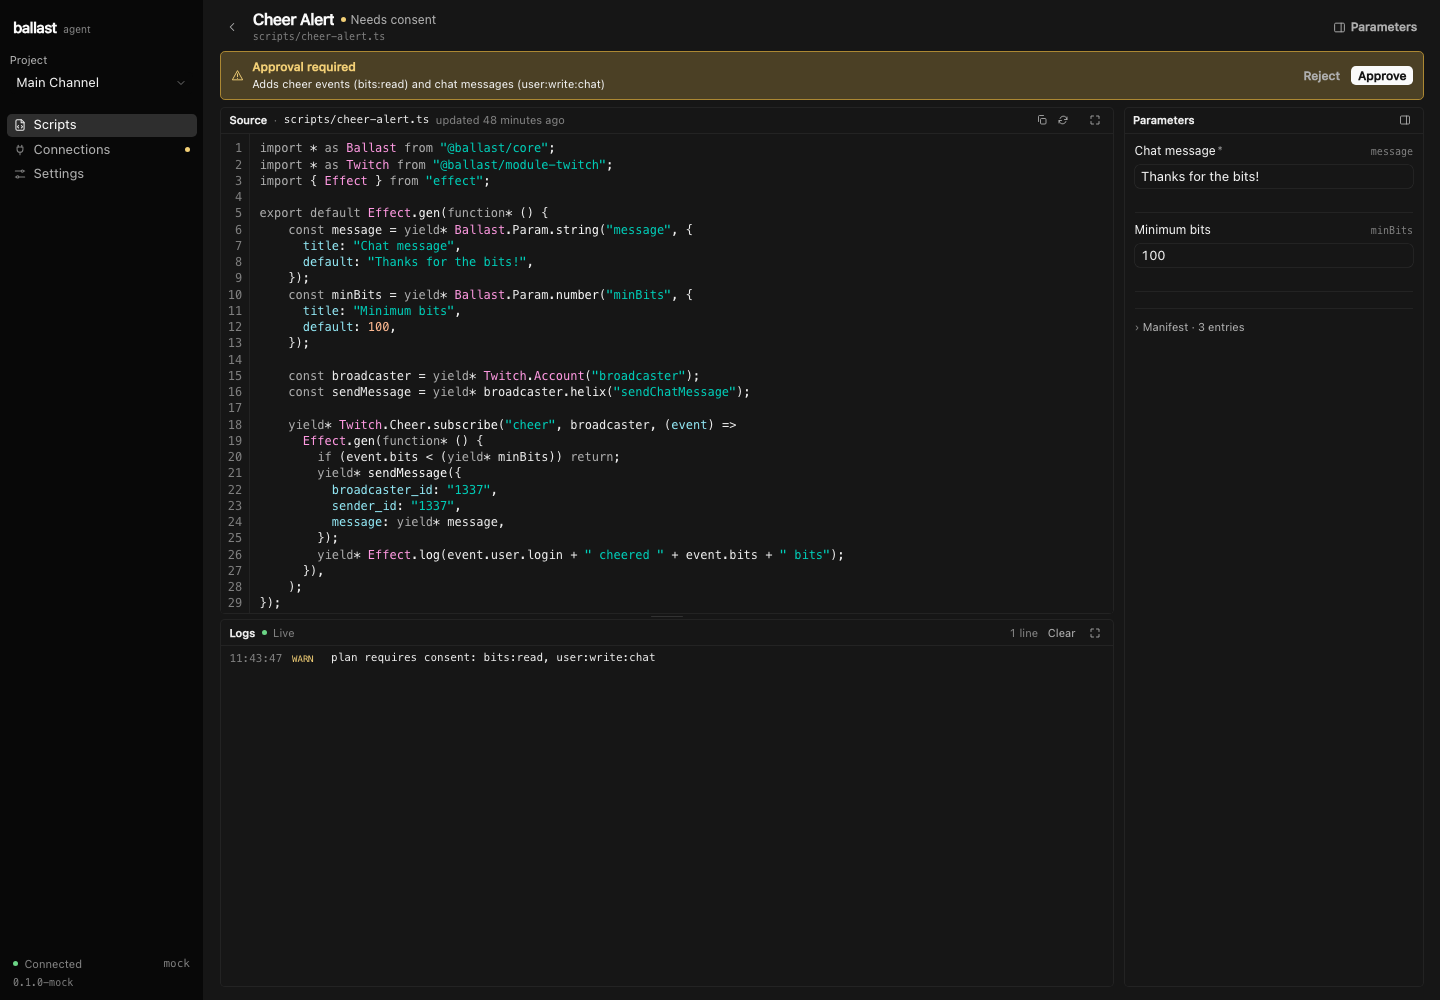 ballast agent
Project
Main Channel
Scripts
Connections
Settings
Connected mock
0.1.0-mock
Cheer Alert Needs consent
scripts/cheer-alert.ts
Parameters
Approval required
Adds cheer events (bits:read) and chat messages (user:write:chat)
Reject Approve
Source · scripts/cheer-alert.ts updated 48 minutes ago
1 import * as Ballast from "@ballast/core";
2 import * as Twitch from "@ballast/module-twitch";
3 import { Effect } from "effect";
4
5 export default Effect.gen(function* () {
6     const message = yield* Ballast.Param.string("message", {
7       title: "Chat message",
8       default: "Thanks for the bits!",
9     });
10     const minBits = yield* Ballast.Param.number("minBits", {
11       title: "Minimum bits",
12       default: 100,
13     });
14
15     const broadcaster = yield* Twitch.Account("broadcaster");
16     const sendMessage = yield* broadcaster.helix("sendChatMessage");
17
18     yield* Twitch.Cheer.subscribe("cheer", broadcaster, (event) =>
19       Effect.gen(function* () {
20         if (event.bits < (yield* minBits)) return;
21         yield* sendMessage({
22           broadcaster_id: "1337",
23           sender_id: "1337",
24           message: yield* message,
25         });
26         yield* Effect.log(event.user.login + " cheered " + event.bits + " bits");
27       }),
28     );
29 });
Logs Live 1 line Clear
11:43:47 WARN plan requires consent: bits:read, user:write:chat
Parameters
Chat message* message
Thanks for the bits!
Minimum bits minBits
100
› Manifest · 3 entries